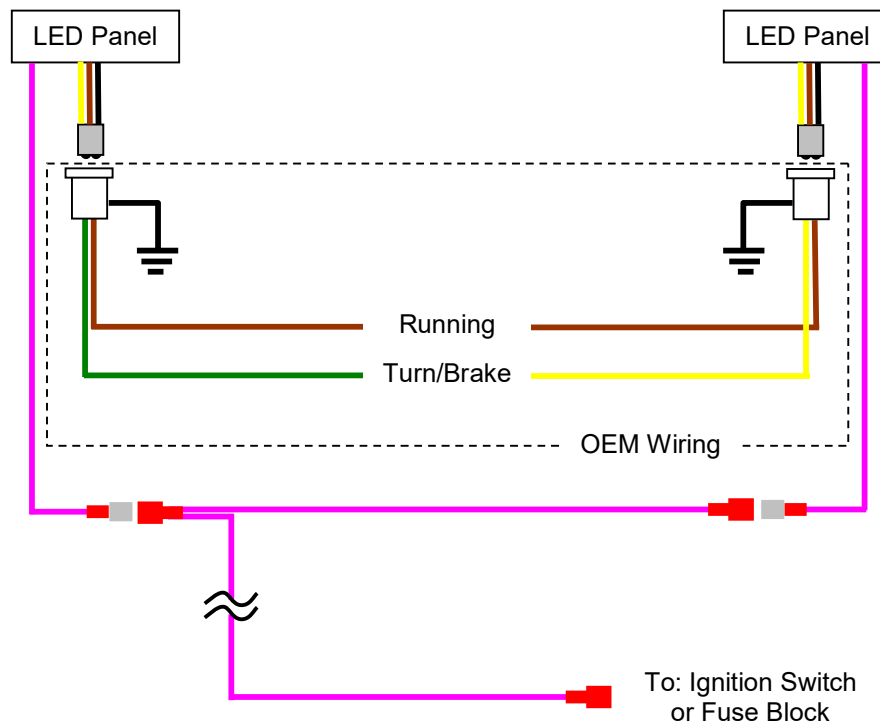 LED Panel
LED Panel
Running
Turn/Brake
OEM Wiring
To: Ignition Switch
or Fuse Block